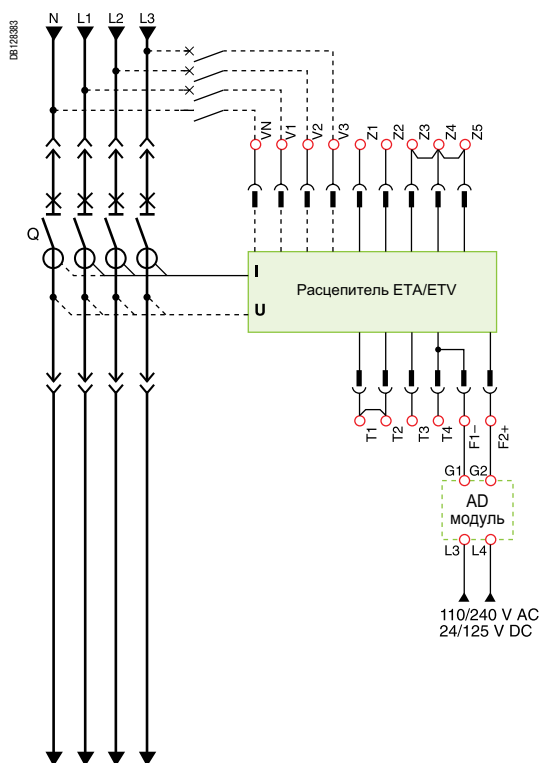 DB128383
N L1 L2 L3
VN V1 V2 V3 Z1 Z2 Z3 Z4 Z5
Q
I
Расцепитель ETA/ETV
U
T1 T2 T3 T4 F1– F2+
G1 G2
AD
модуль
L3 L4
110/240 V AC
24/125 V DC